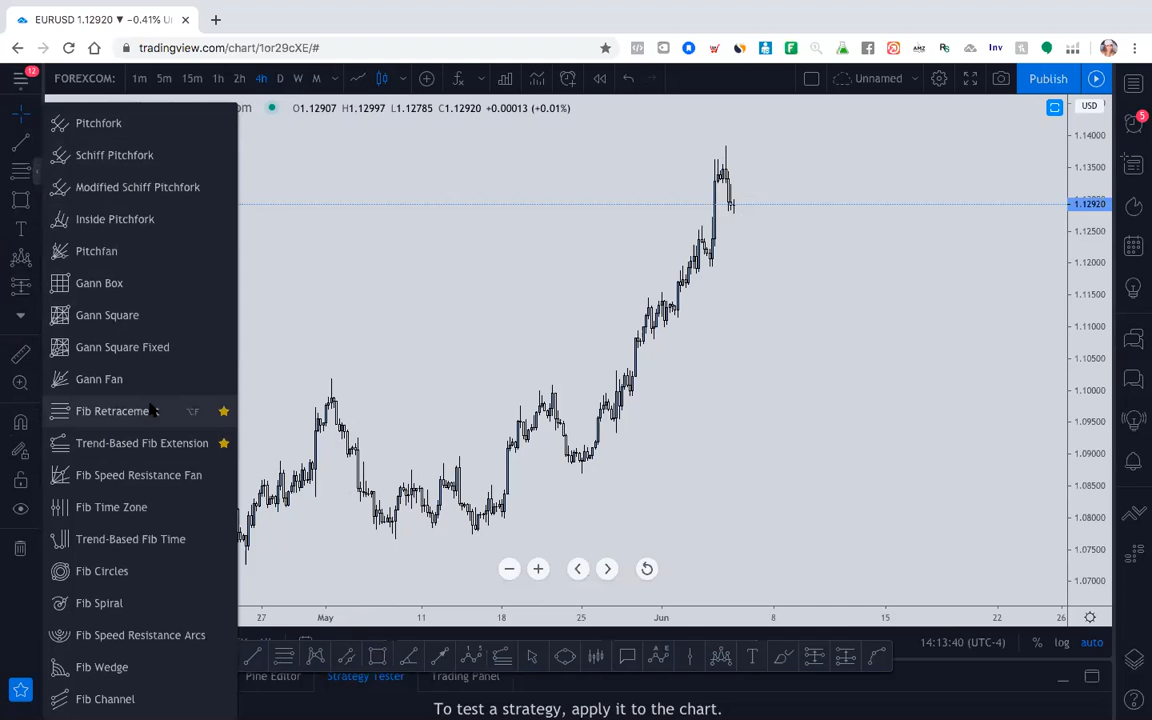 EURUSD 1.12920 ▼ −0.41% Un
tradingview.com/chart/1or29cXE/#
12
FOREXCOM:
1m 5m 15m 1h 2h 4h D W M
Unnamed
Publish
om
O1.12907 H1.12997 L1.12785 C1.12920 +0.00013 (+0.01%)
USD
5
Pitchfork
Schiff Pitchfork
Modified Schiff Pitchfork
Inside Pitchfork
Pitchfan
Gann Box
Gann Square
Gann Square Fixed
Gann Fan
Fib Retracement ⌥F
Trend-Based Fib Extension
Fib Speed Resistance Fan
Fib Time Zone
Trend-Based Fib Time
Fib Circles
Fib Spiral
Fib Speed Resistance Arcs
Fib Wedge
Fib Channel
1.14000
1.13500
1.12920
1.12500
1.12000
1.11500
1.11000
1.10500
1.10000
1.09500
1.09000
1.08500
1.08000
1.07500
1.07000
27 May 11 18 25 Jun 8 15 22 26
14:13:40 (UTC-4) % log auto
Pine Editor Strategy Tester Trading Panel
To test a strategy, apply it to the chart.